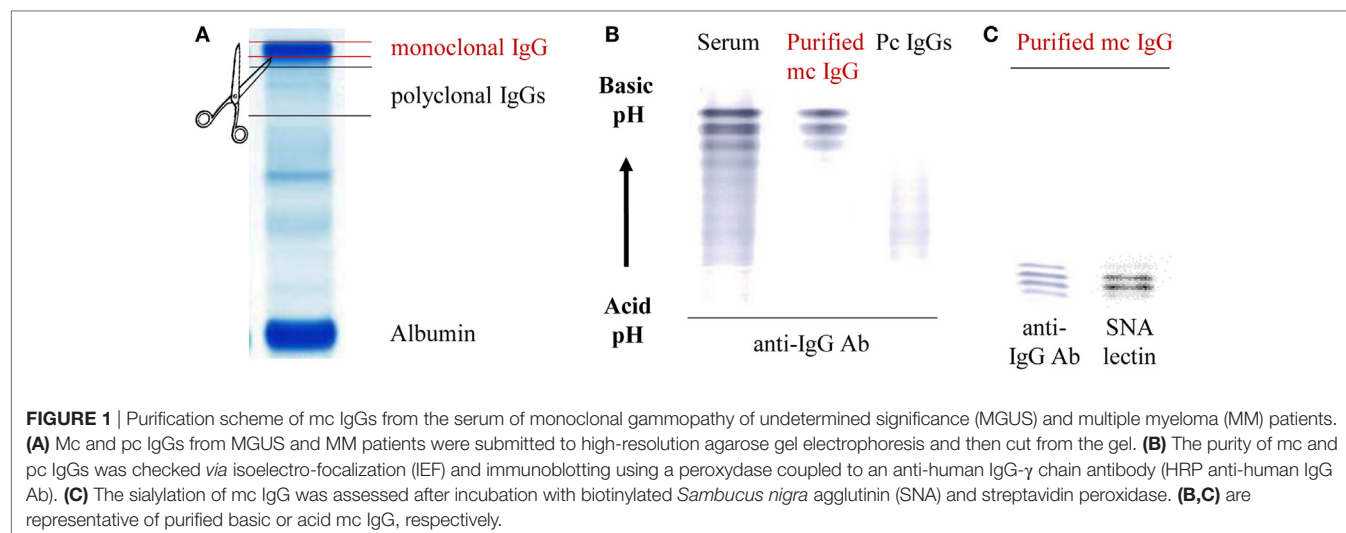 A
monoclonal IgG
polyclonal IgGs
Albumin
B
Serum
Purified
mc IgG
Pc IgGs
Basic
pH
Acid
pH
anti-IgG Ab
C
Purified mc IgG
anti-
IgG Ab
SNA
lectin
FIGURE 1 | Purification scheme of mc IgGs from the serum of monoclonal gammopathy of undetermined significance (MGUS) and multiple myeloma (MM) patients.
(A) Mc and pc IgGs from MGUS and MM patients were submitted to high-resolution agarose gel electrophoresis and then cut from the gel. (B) The purity of mc and
pc IgGs was checked via isoelectro-focalization (IEF) and immunoblotting using a peroxydase coupled to an anti-human IgG-γ chain antibody (HRP anti-human IgG
Ab). (C) The sialylation of mc IgG was assessed after incubation with biotinylated Sambucus nigra agglutinin (SNA) and streptavidin peroxidase. (B,C) are
representative of purified basic or acid mc IgG, respectively.